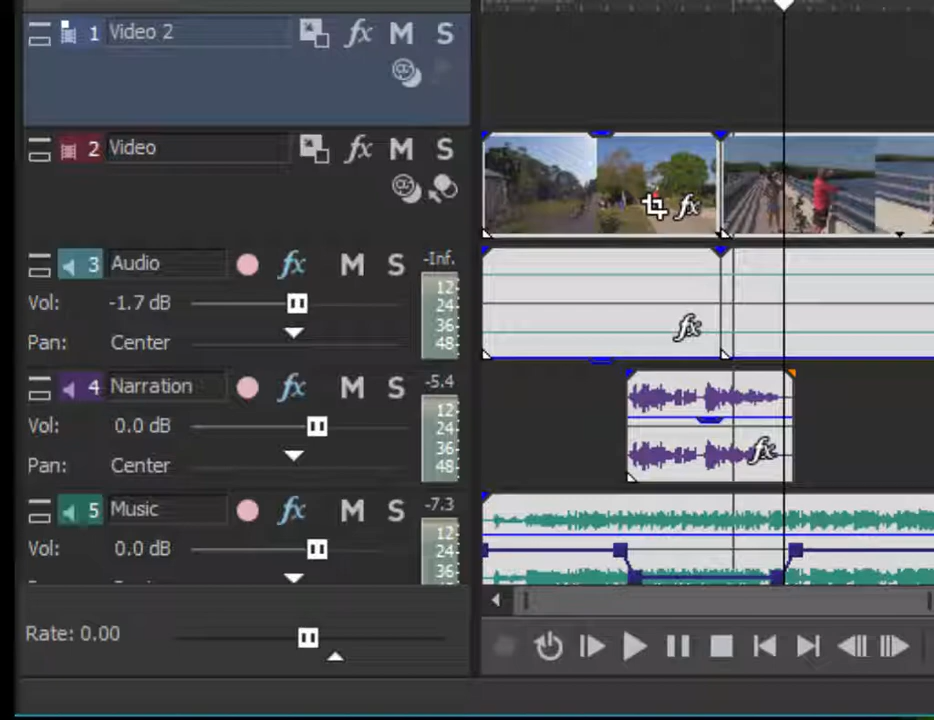 1 Video 2 fx M S
2 Video fx M S
fx
3 Audio fx M S -Inf.
12
24
36
48
Vol: -1.7 dB
Pan: Center
fx
4 Narration fx M S -5.4
12
24
36
48
Vol: 0.0 dB
Pan: Center
fx
5 Music fx M S -7.3
12
24
36
Vol: 0.0 dB
Rate: 0.00